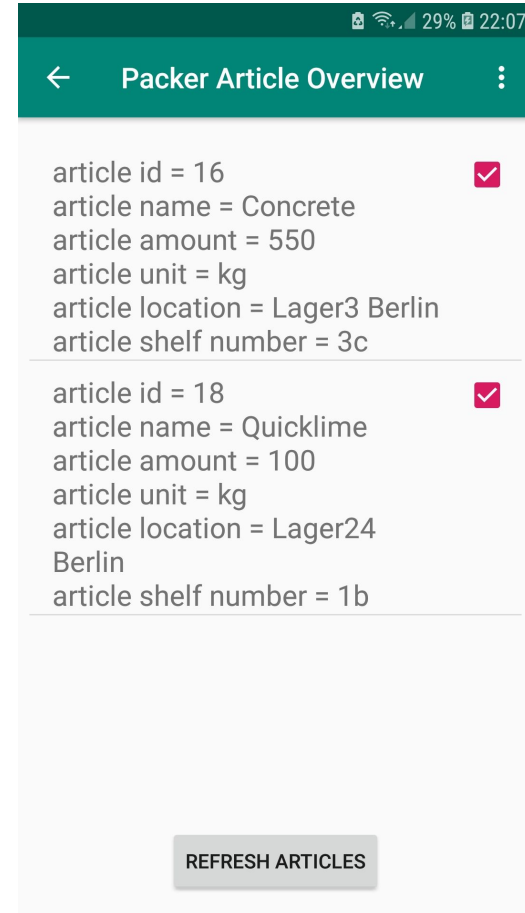 29% 22:07
Packer Article Overview
article id = 16
article name = Concrete
article amount = 550
article unit = kg
article location = Lager3 Berlin
article shelf number = 3c
article id = 18
article name = Quicklime
article amount = 100
article unit = kg
article location = Lager24
Berlin
article shelf number = 1b
REFRESH ARTICLES